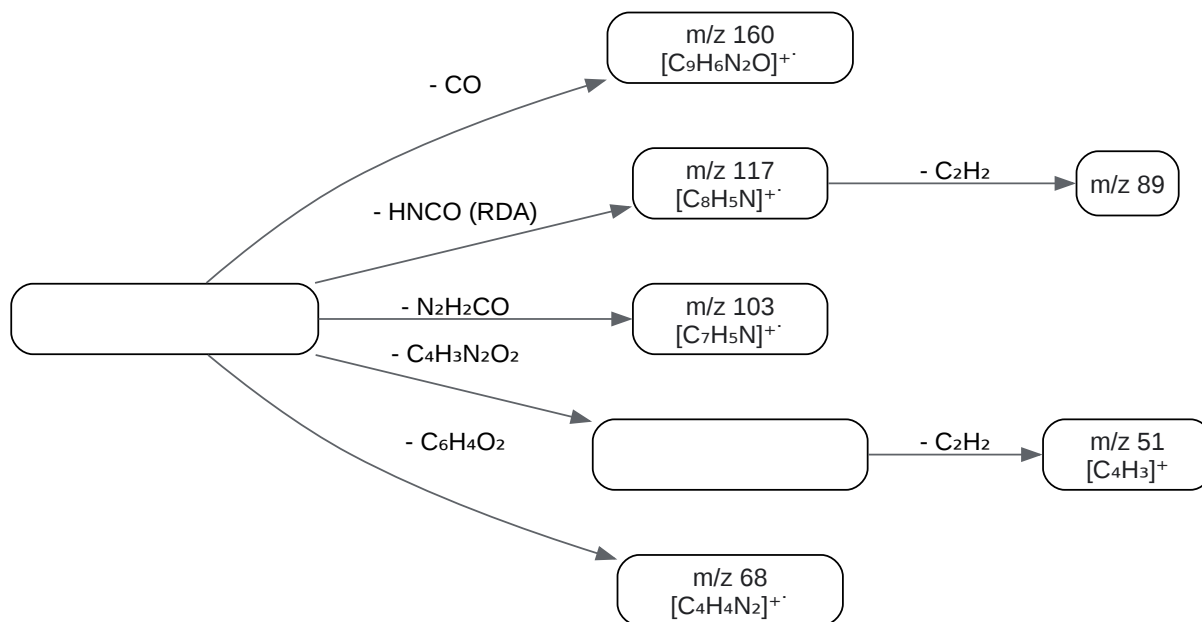 m/z 160
[C₉H₆N₂O]⁺˙
- CO
m/z 117
[C₈H₅N]⁺˙
- C₂H₂
m/z 89
- HNCO (RDA)
- N₂H₂CO
m/z 103
[C₇H₅N]⁺˙
- C₄H₃N₂O₂
- C₆H₄O₂
- C₂H₂
m/z 51
[C₄H₃]⁺
m/z 68
[C₄H₄N₂]⁺˙